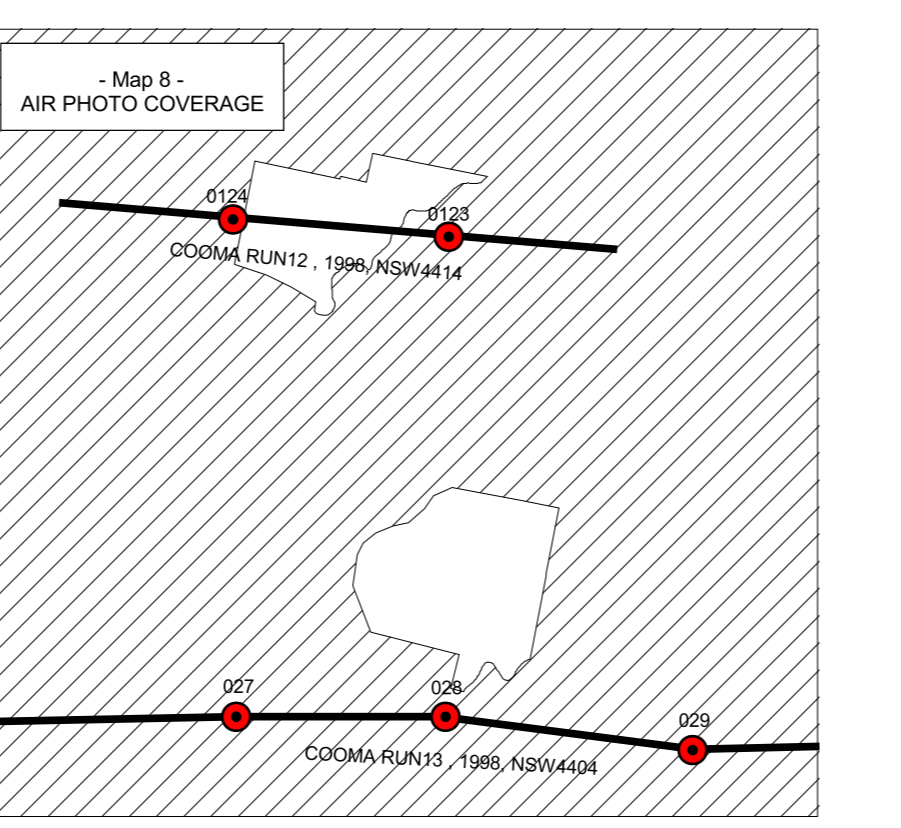 - Map 8 -
AIR PHOTO COVERAGE
0124
0123
COOMA RUN12 , 1998, NSW4414
027
028
029
COOMA RUN13 , 1998, NSW4404